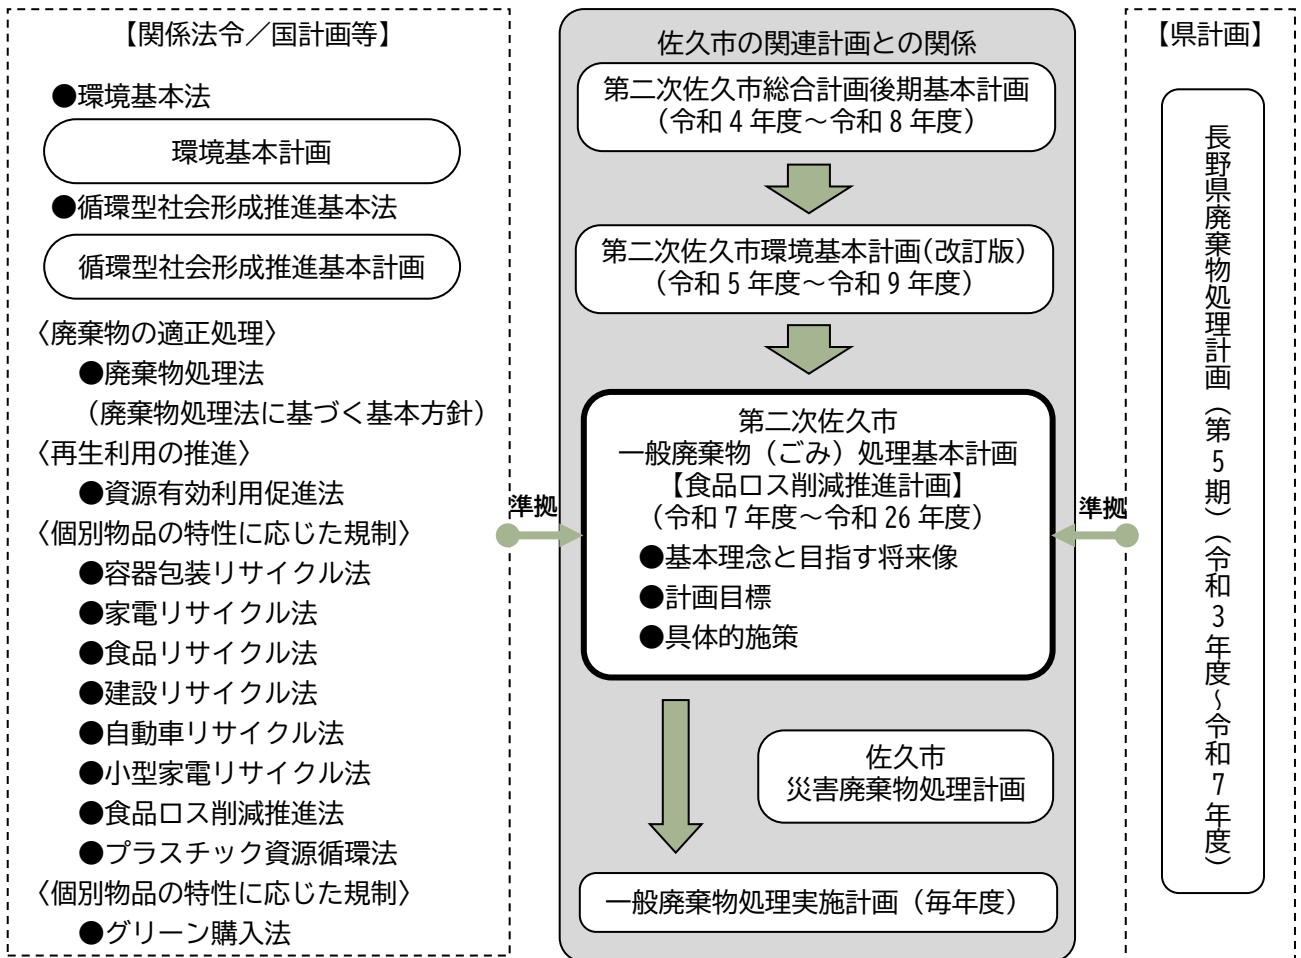 【関係法令／国計画等】
●環境基本法
環境基本計画
●循環型社会形成推進基本法
循環型社会形成推進基本計画
〈廃棄物の適正処理〉
●廃棄物処理法
（廃棄物処理法に基づく基本方針）
〈再生利用の推進〉
●資源有効利用促進法
〈個別物品の特性に応じた規制〉
●容器包装リサイクル法
●家電リサイクル法
●食品リサイクル法
●建設リサイクル法
●自動車リサイクル法
●小型家電リサイクル法
●食品ロス削減推進法
●プラスチック資源循環法
〈個別物品の特性に応じた規制〉
●グリーン購入法
準拠
佐久市の関連計画との関係
第二次佐久市総合計画後期基本計画
（令和４年度～令和８年度）
第二次佐久市環境基本計画(改訂版)
（令和５年度～令和９年度）
第二次佐久市
一般廃棄物（ごみ）処理基本計画
【食品ロス削減推進計画】
（令和７年度～令和26年度）
●基本理念と目指す将来像
●計画目標
●具体的施策
佐久市
災害廃棄物処理計画
一般廃棄物処理実施計画（毎年度）
準拠
【県計画】
長野県廃棄物処理計画（第５期）（令和３年度～令和７年度）